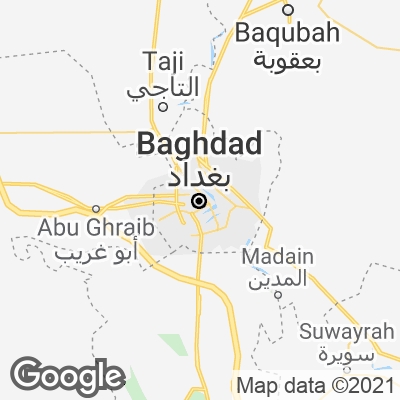 Baqubah
بعقوبة
Taji
التاجي
Baghdad
بغداد
Abu Ghraib
أبو غريب
Madain
المدين
Suwayrah
سويرة
Google
Map data ©2021